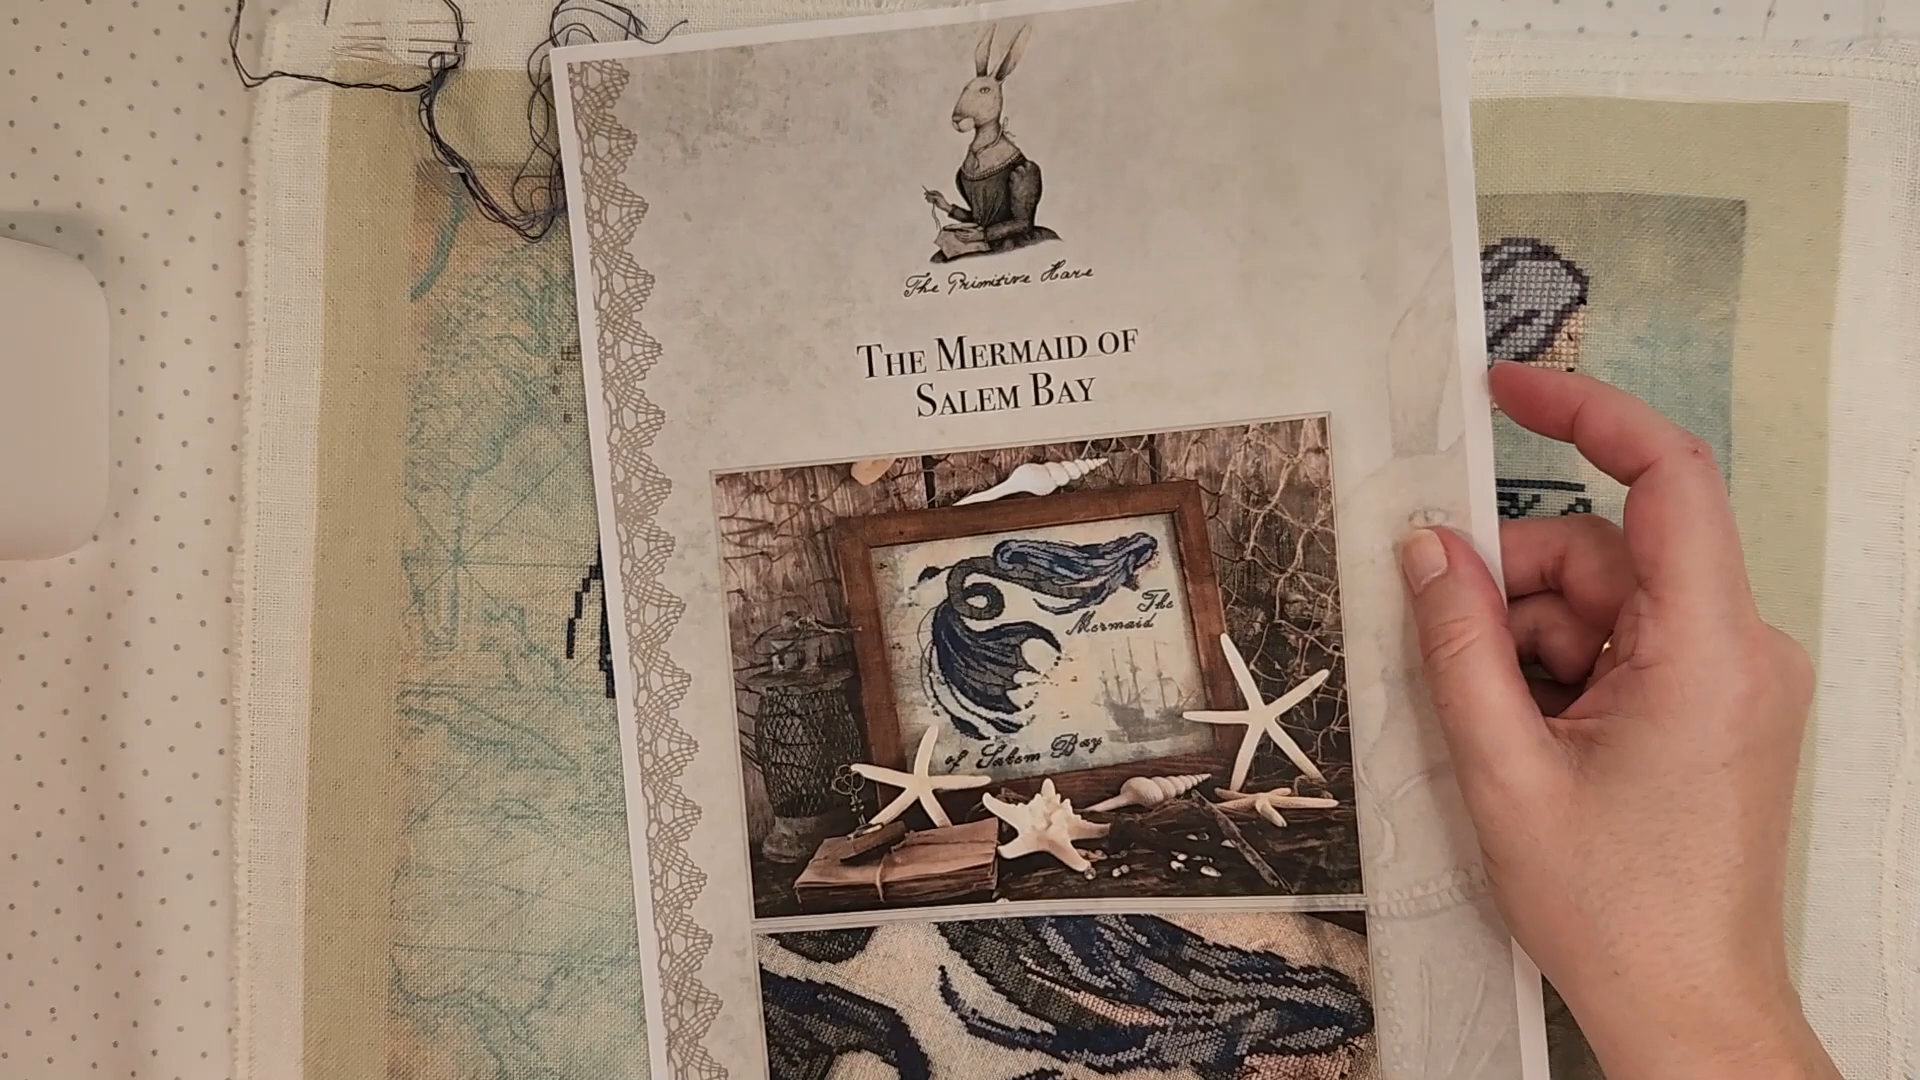 The Primitive Hare
THE MERMAID OF
SALEM BAY
The
Mermaid
of Salem Bay